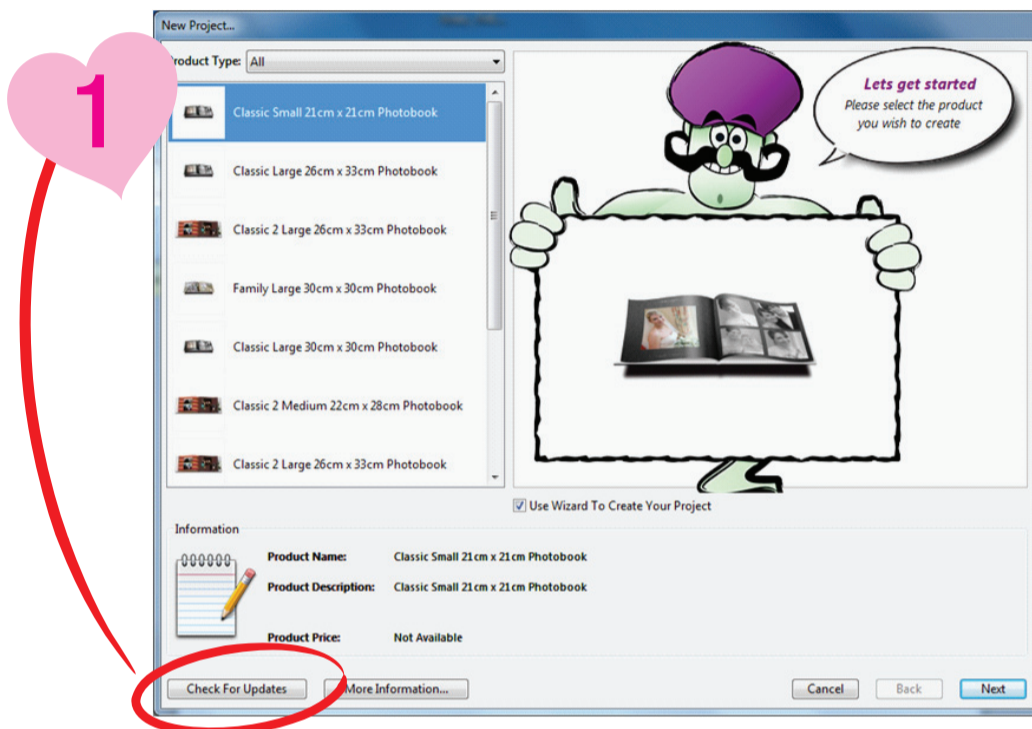 New Project...
1
Product Type: All
Classic Small 21cm x 21cm Photobook
Classic Large 26cm x 33cm Photobook
Classic 2 Large 26cm x 33cm Photobook
Family Large 30cm x 30cm Photobook
Classic Large 30cm x 30cm Photobook
Classic 2 Medium 22cm x 28cm Photobook
Classic 2 Large 26cm x 33cm Photobook
Lets get started
Please select the product
you wish to create
Use Wizard To Create Your Project
Information
Product Name: Classic Small 21cm x 21cm Photobook
Product Description: Classic Small 21cm x 21cm Photobook
Product Price: Not Available
Check For Updates More Information... Cancel Back Next